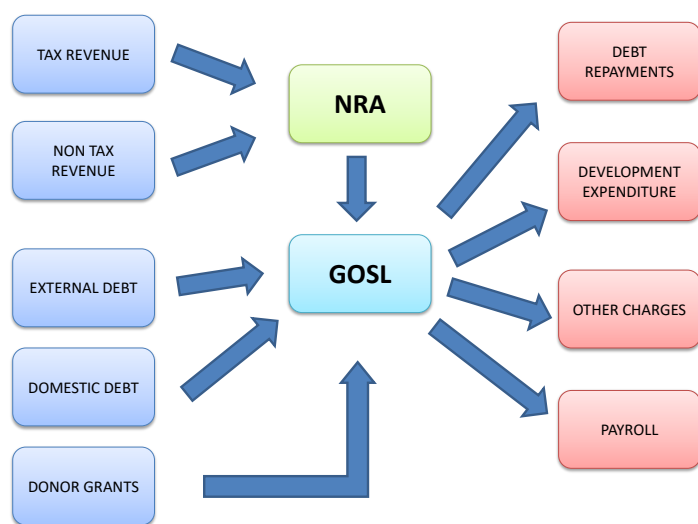 TAX REVENUE
NON TAX
REVENUE
EXTERNAL DEBT
DOMESTIC DEBT
DONOR GRANTS
NRA
GOSL
DEBT
REPAYMENTS
DEVELOPMENT
EXPENDITURE
OTHER CHARGES
PAYROLL